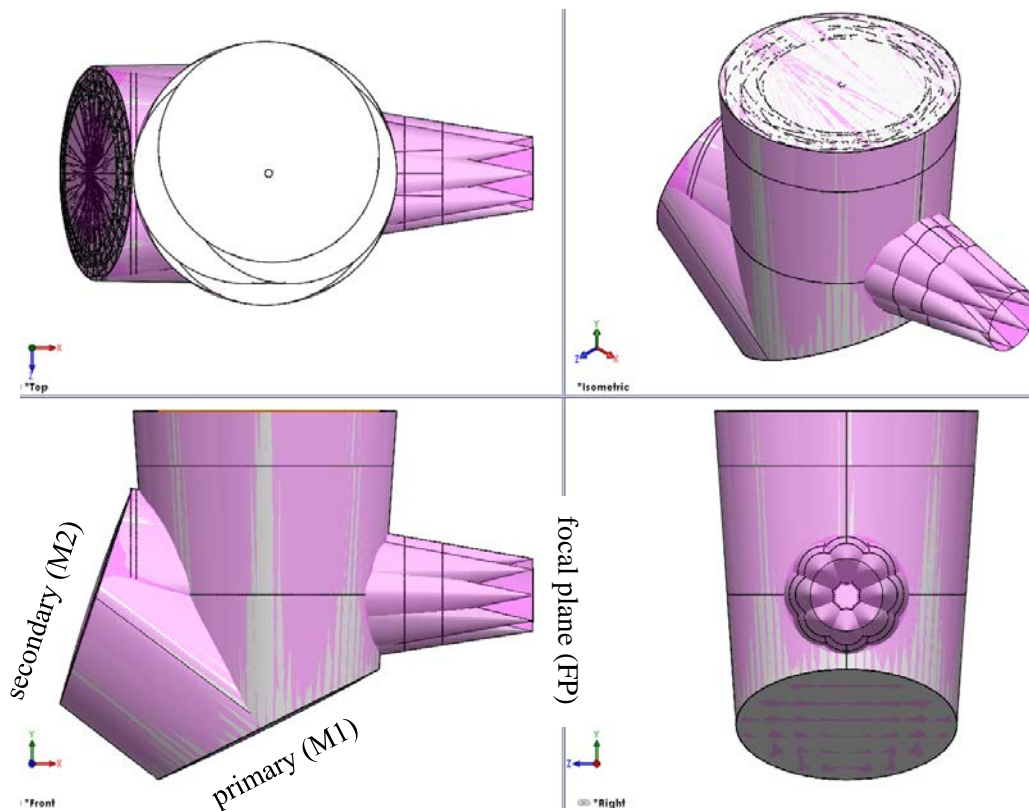 X
Z
*Top
Y
Z
X
*Isometric
secondary (M2)
primary (M1)
focal plane (FP)
Y
X
*Front
Y
Z
*Right